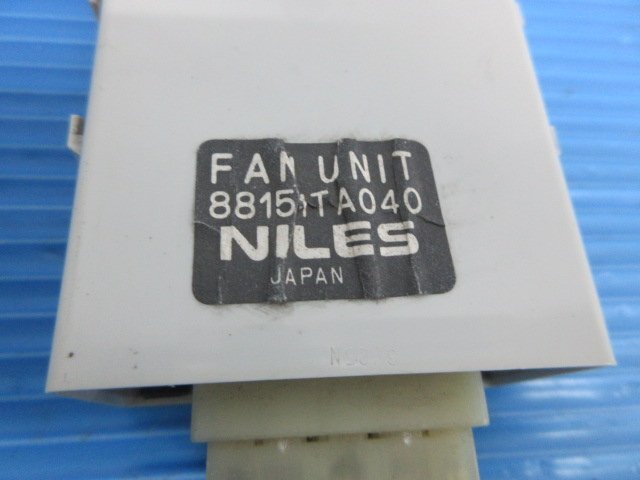 FAN UNIT
88151TA040
NILES
JAPAN